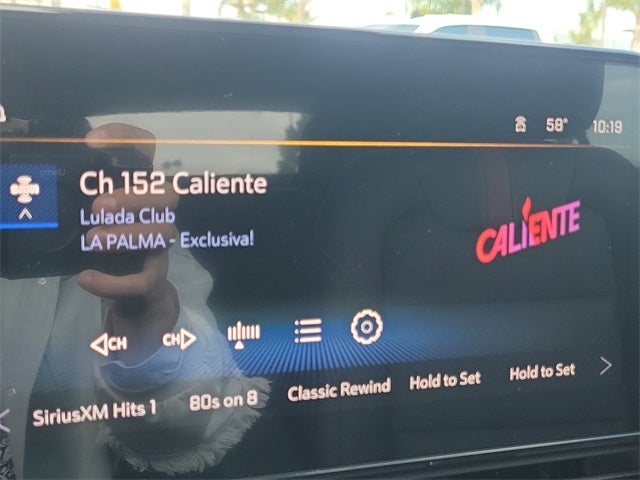 58° 10:19
Ch 152 Caliente
Lulada Club
LA PALMA - Exclusiva!
CALIENTE
CH CH
SiriusXM Hits 1 80s on 8 Classic Rewind Hold to Set Hold to Set